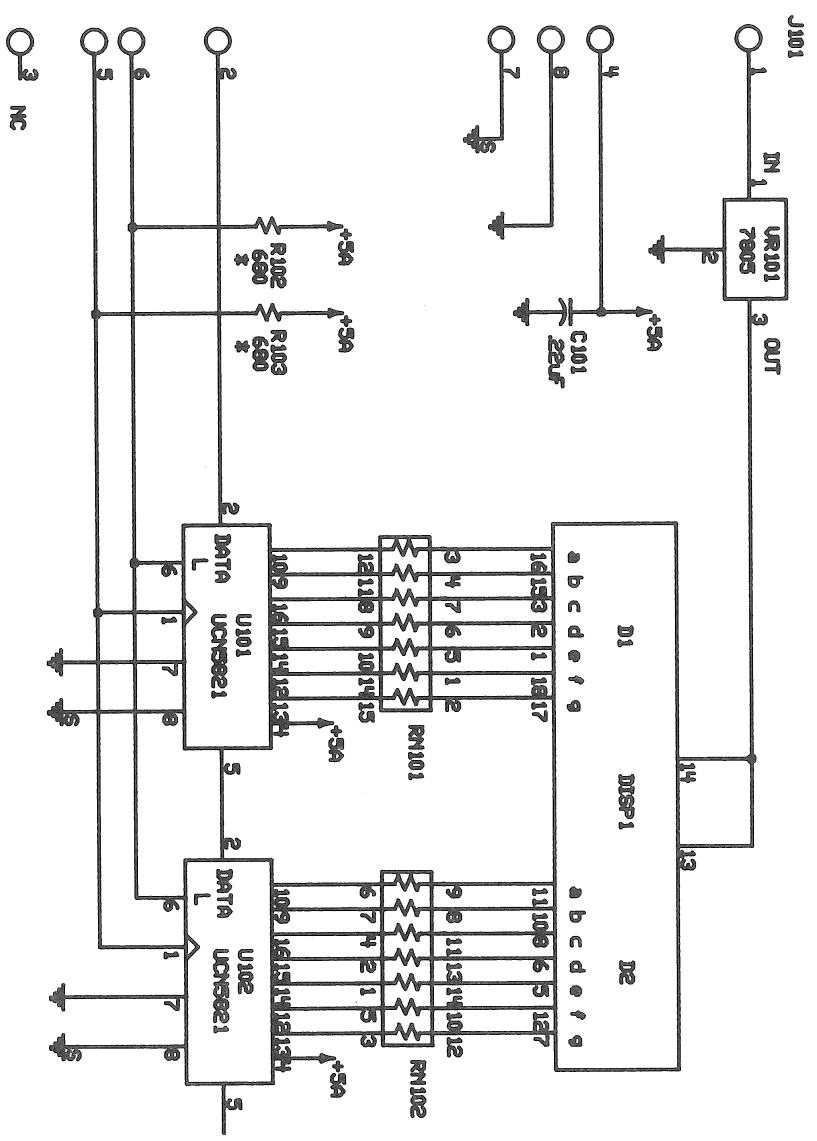 J101
1
IN
1
VR101
7805
2
3
OUT
14
13
4
+5A
C101
.22uF
8
7
S
D1
DISP1
D2
a b c d e f g
a b c d e f g
16 15 3 2 1 18 17
11 10 8 6 5 12 7
3 4 7 6 5 1 2
RN101
9 8 11 13 14 10 12
RN102
12 11 8 9 10 14 15
6 7 4 2 1 5 3
+5A
+5A
+5A
+5A
R102
680
*
R103
680
*
10 9 16 15 14 12 13 4
10 9 16 15 14 12 13 4
2
2
DATA
U101
UCN5821
L
5
2
DATA
U102
UCN5821
L
5
6
6
1
7
8
6
1
7
8
5
S
S
3
NC